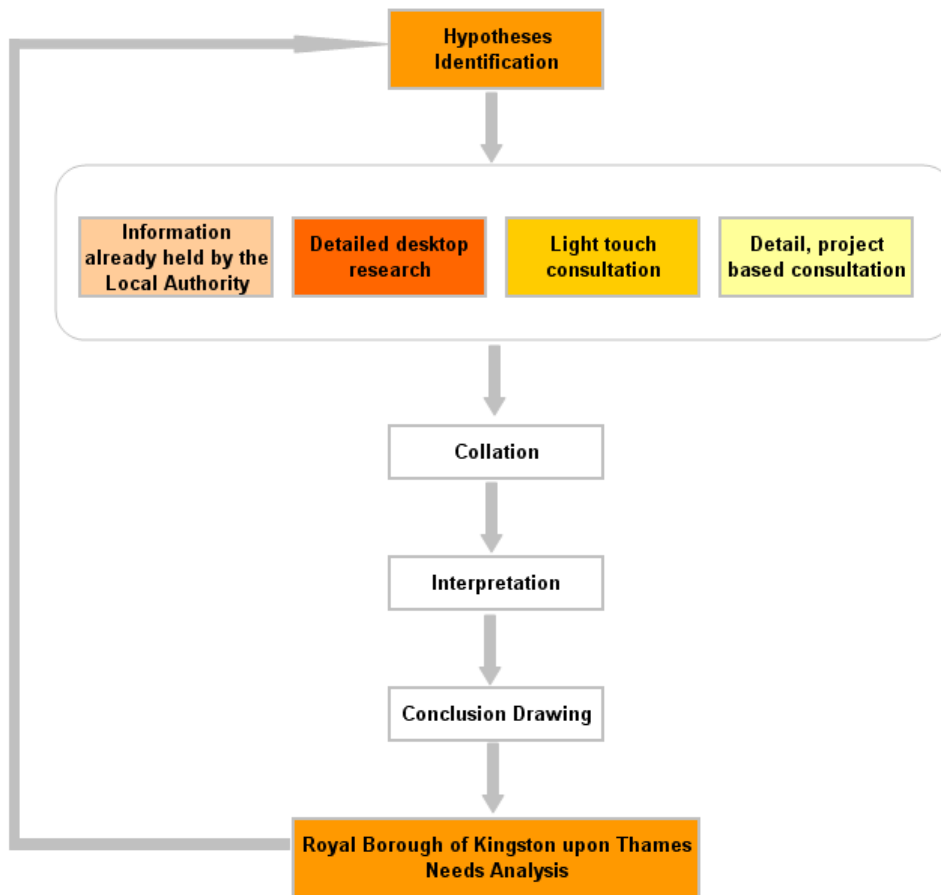 Hypotheses
Identification
Information
already held by the
Local Authority
Detailed desktop
research
Light touch
consultation
Detail, project
based consultation
Collation
Interpretation
Conclusion Drawing
Royal Borough of Kingston upon Thames
Needs Analysis